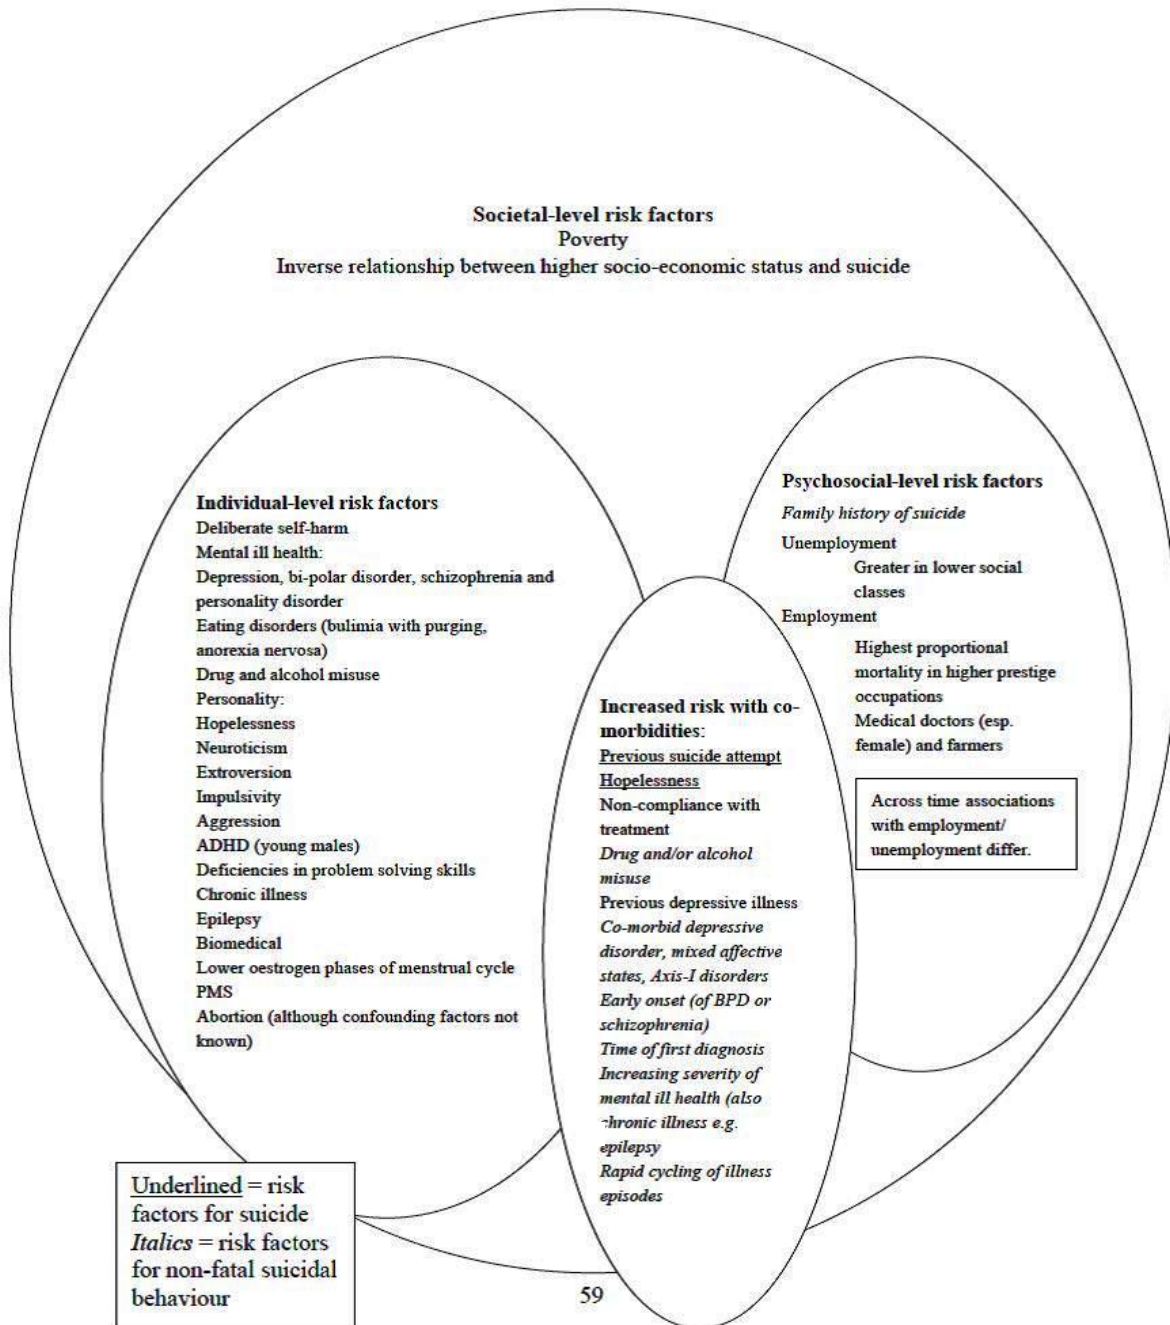 Societal-level risk factors
Poverty
Inverse relationship between higher socio-economic status and suicide
Individual-level risk factors
Deliberate self-harm
Mental ill health:
Depression, bi-polar disorder, schizophrenia and
personality disorder
Eating disorders (bulimia with purging,
anorexia nervosa)
Drug and alcohol misuse
Personality:
Hopelessness
Neuroticism
Extroversion
Impulsivity
Aggression
ADHD (young males)
Deficiencies in problem solving skills
Chronic illness
Epilepsy
Biomedical
Lower oestrogen phases of menstrual cycle
PMS
Abortion (although confounding factors not
known)
Psychosocial-level risk factors
Family history of suicide
Unemployment
Greater in lower social
classes
Employment
Highest proportional
mortality in higher prestige
occupations
Medical doctors (esp.
female) and farmers
Across time associations
with employment/
unemployment differ.
Increased risk with co-
morbidities:
Previous suicide attempt
Hopelessness
Non-compliance with
treatment
Drug and/or alcohol
misuse
Previous depressive illness
Co-morbid depressive
disorder, mixed affective
states, Axis-I disorders
Early onset (of BPD or
schizophrenia)
Time of first diagnosis
Increasing severity of
mental ill health (also
chronic illness e.g.
epilepsy
Rapid cycling of illness
episodes
Underlined = risk
factors for suicide
Italics = risk factors
for non-fatal suicidal
behaviour
59